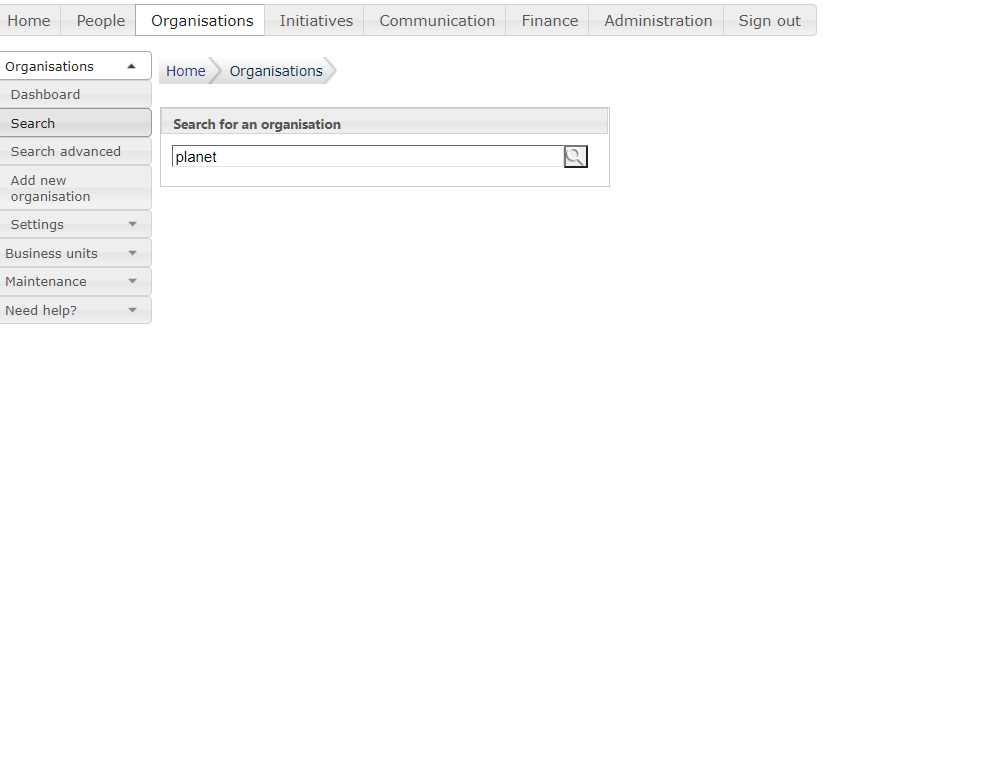 Home People Organisations Initiatives Communication Finance Administration Sign out
Organisations
Dashboard
Search
Search advanced
Add new
organisation
Settings
Business units
Maintenance
Need help?
Home Organisations
Search for an organisation
planet